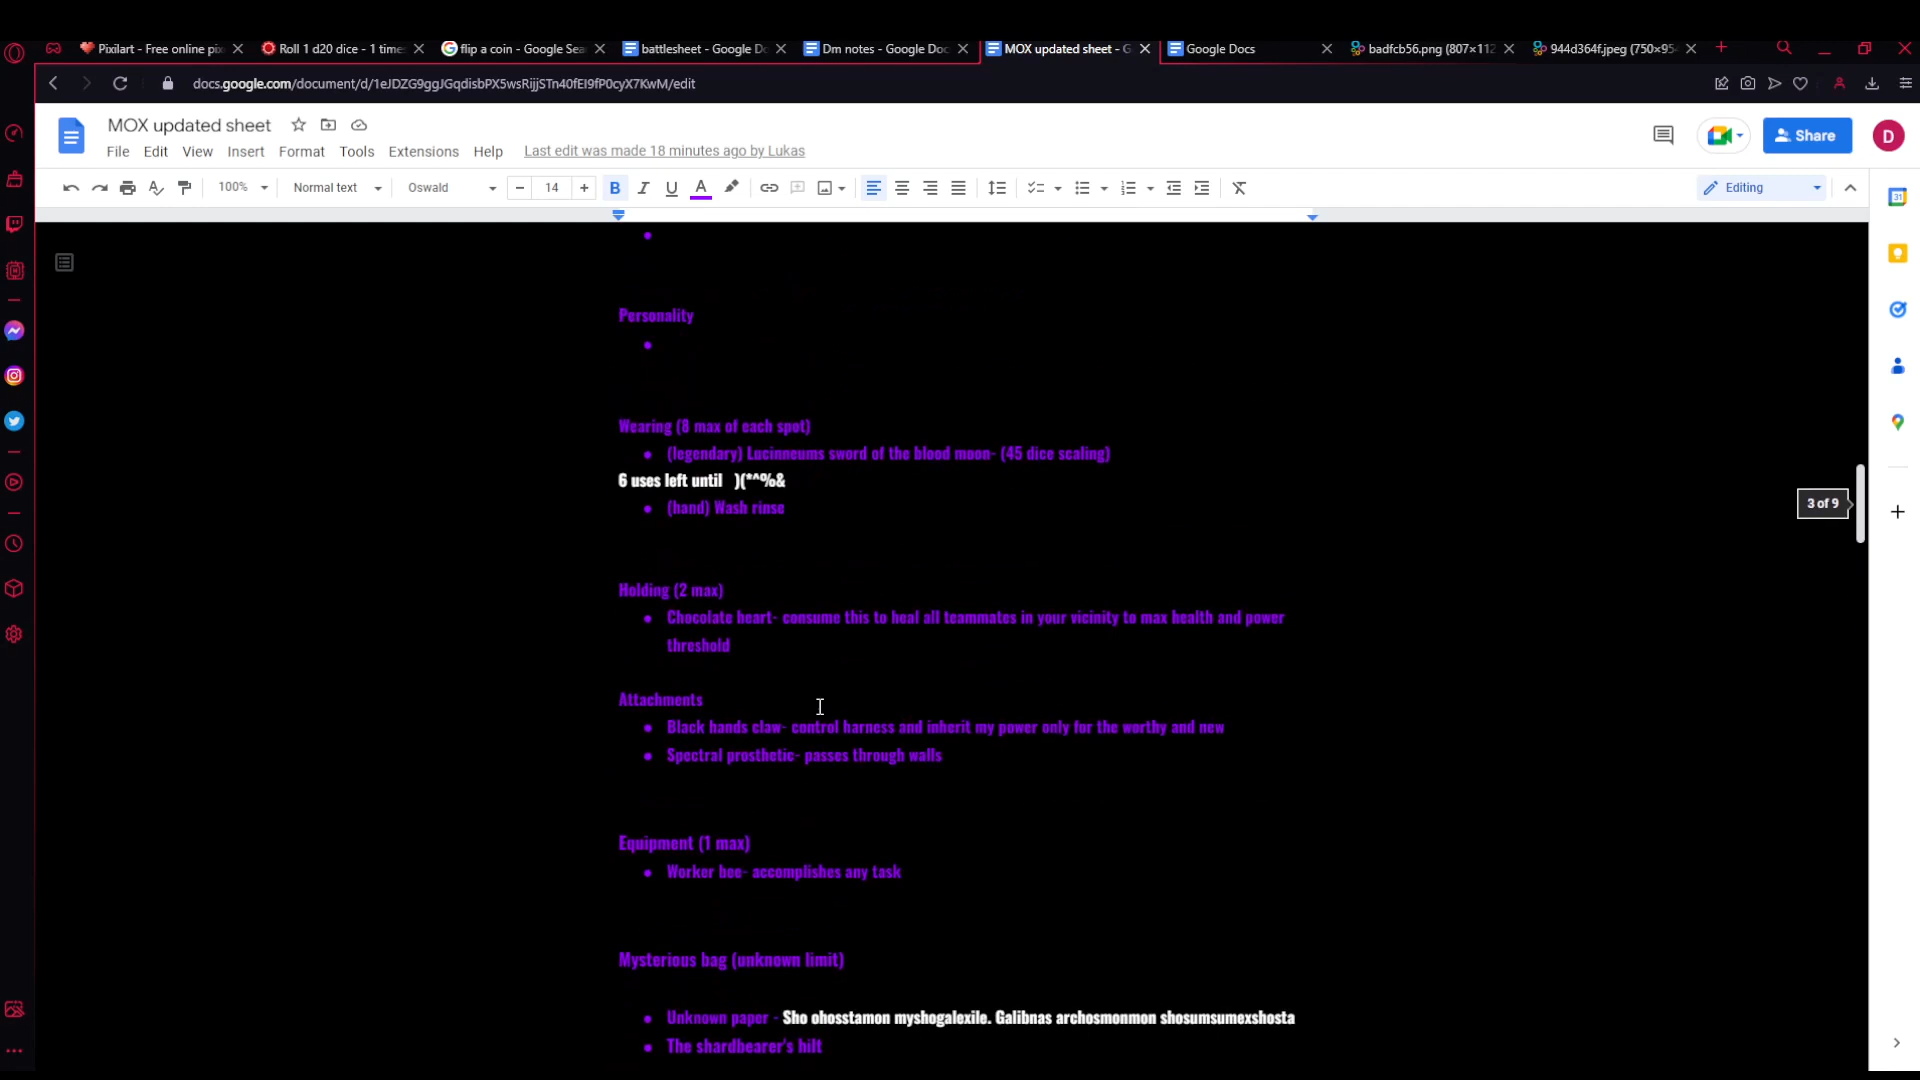 Pixilart - Free online pi
Roll 1 d20 dice - 1 time
flip a coin - Google Sea
battlesheet - Google D
Dm notes - Google Doc
MOX updated sheet - G
Google Docs
badfcb56.png (807×112
944d364f.jpeg (750×95
docs.google.com/document/d/1eJDZG9ggJGqdisbPX5wsRijjSTn40fEI9fP0cyX7KwM/edit
MOX updated sheet
Share
D
File Edit View Insert Format Tools Extensions Help Last edit was made 18 minutes ago by Lukas
100% Normal text Oswald 14 B I U A Editing
31
Personality
Wearing (8 max of each spot)
(legendary) Lucinneums sword of the blood moon- (45 dice scaling)
6 uses left until )(*^%&
3 of 9
(hand) Wash rinse
Holding (2 max)
Chocolate heart- consume this to heal all teammates in your vicinity to max health and power
threshold
Attachments
Black hands claw- control harness and inherit my power only for the worthy and new
Spectral prosthetic- passes through walls
Equipment (1 max)
Worker bee- accomplishes any task
Mysterious bag (unknown limit)
Unknown paper - Sho ohosstamon myshogalexile. Galibnas archosmonmon shosumsumexshosta
The shardbearer's hilt